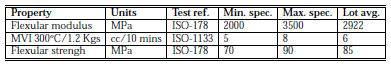 Property Units Test ref. Min. spec. Max. spec. Lot avg.
Flexular modulus MPa ISO-178 2000 3500 2922
MVI 300°C/1.2 Kgs cc/10 mins ISO-1133 5 8 6
Flexular strengh MPa ISO-178 70 90 85